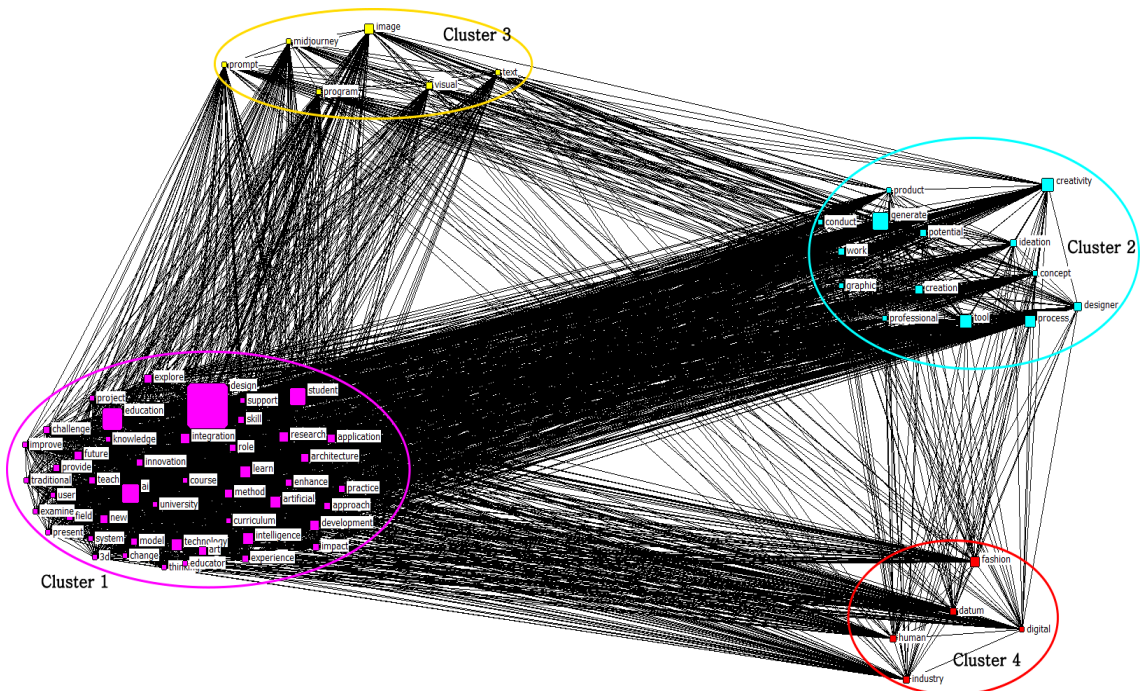 image
Cluster 3
midjourney
prompt
text
visual
program
product
creativity
generate
conduct
potential
ideation
Cluster 2
work
concept
graphic
creation
designer
professional
tool
process
explore
design
student
project
support
education
skill
challenge
knowledge
integration
research
application
improve
role
future
architecture
provide
innovation
learn
traditional
teach
course
enhance
practice
user
ai
method
artificial
university
approach
examine
field
new
curriculum
development
present
system
model
technology
intelligence
art
impact
3d
change
experience
educator
Cluster 1
fashion
datum
digital
human
Cluster 4
industry